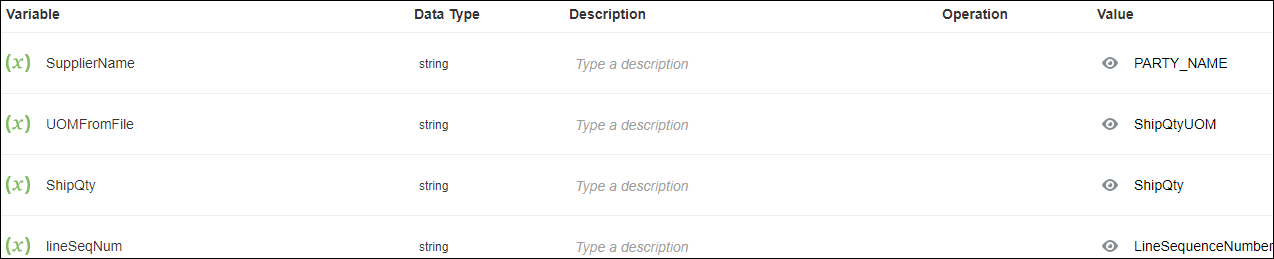 Variable Data Type Description Operation Value
(x) SupplierName string Type a description PARTY_NAME
(x) UOMFromFile string Type a description ShipQtyUOM
(x) ShipQty string Type a description ShipQty
(x) lineSeqNum string Type a description LineSequenceNumber